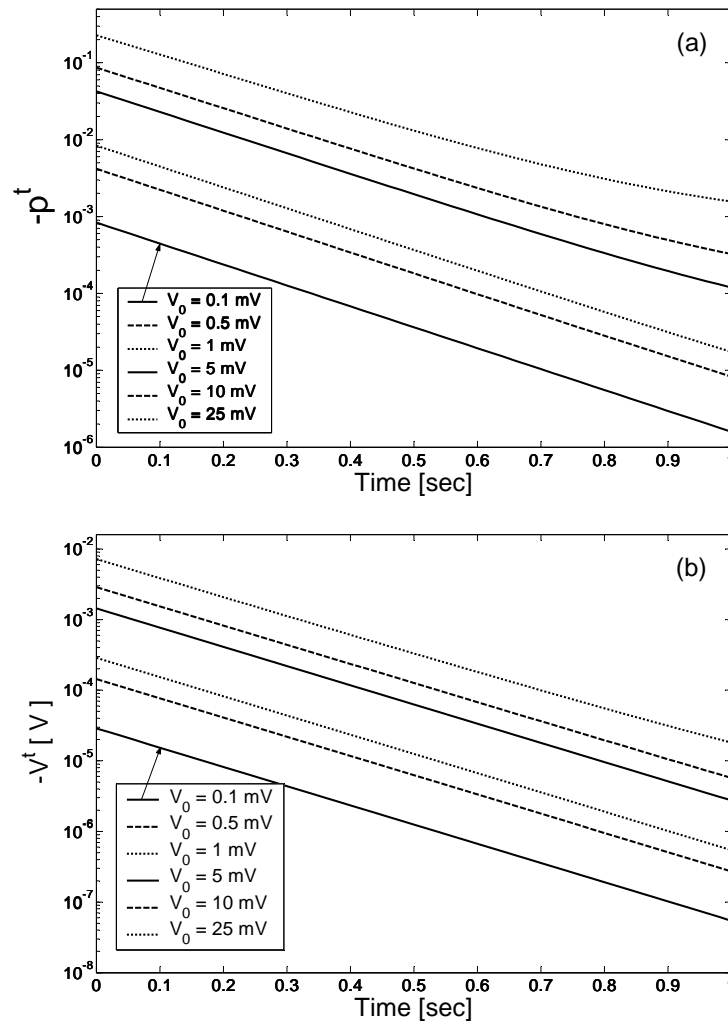 (a)
10^-1
10^-2
10^-3
10^-4
10^-5
10^-6
-p^t
V_0 = 0.1 mV
V_0 = 0.5 mV
V_0 = 1 mV
V_0 = 5 mV
V_0 = 10 mV
V_0 = 25 mV
0 0.1 0.2 0.3 0.4 0.5 0.6 0.7 0.8 0.9
Time [sec]
(b)
10^-2
10^-3
10^-4
10^-5
10^-6
10^-7
10^-8
-V^t [ V ]
V_0 = 0.1 mV
V_0 = 0.5 mV
V_0 = 1 mV
V_0 = 5 mV
V_0 = 10 mV
V_0 = 25 mV
0 0.1 0.2 0.3 0.4 0.5 0.6 0.7 0.8 0.9
Time [sec]